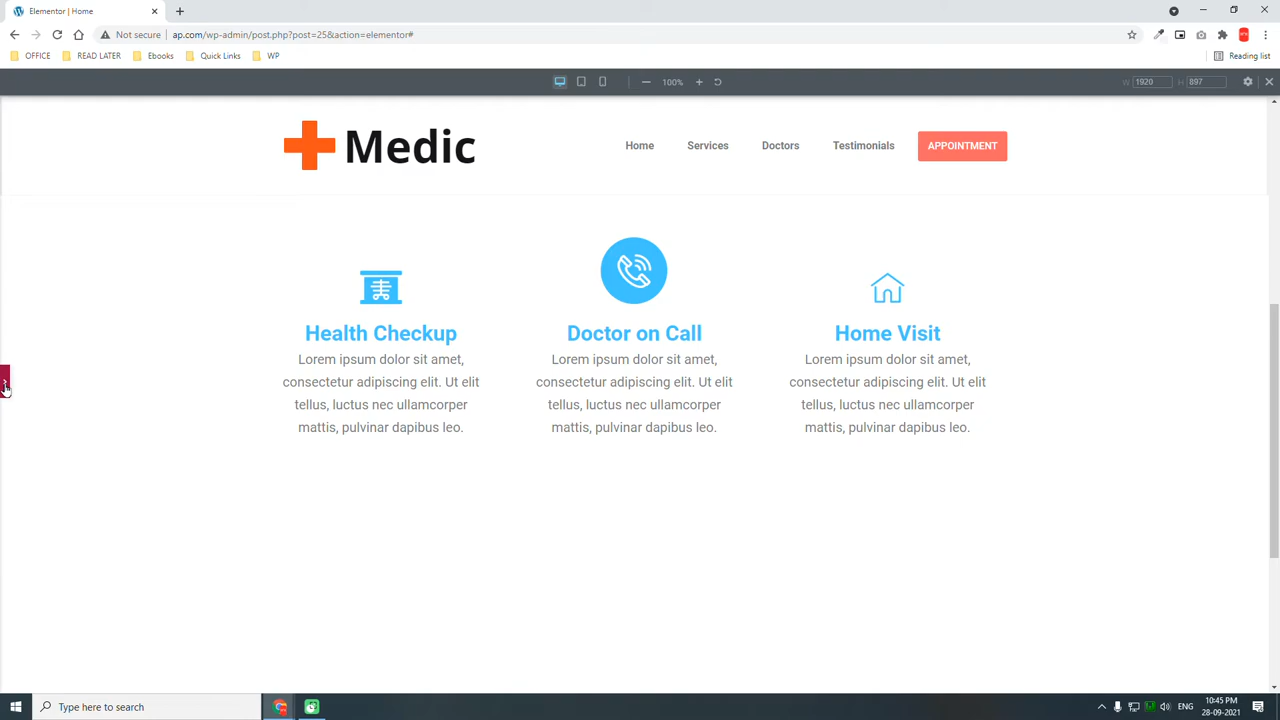 Elementor | Home
Not secure | ap.com/wp-admin/post.php?post=25&action=elementor#
OFFICE READ LATER Ebooks Quick Links WP Reading list
100% W 1920 H 897
Medic Home Services Doctors Testimonials APPOINTMENT
Health Checkup
Lorem ipsum dolor sit amet,
consectetur adipiscing elit. Ut elit
tellus, luctus nec ullamcorper
mattis, pulvinar dapibus leo.
Doctor on Call
Lorem ipsum dolor sit amet,
consectetur adipiscing elit. Ut elit
tellus, luctus nec ullamcorper
mattis, pulvinar dapibus leo.
Home Visit
Lorem ipsum dolor sit amet,
consectetur adipiscing elit. Ut elit
tellus, luctus nec ullamcorper
mattis, pulvinar dapibus leo.
Type here to search
ENG
10:45 PM
28-09-2021